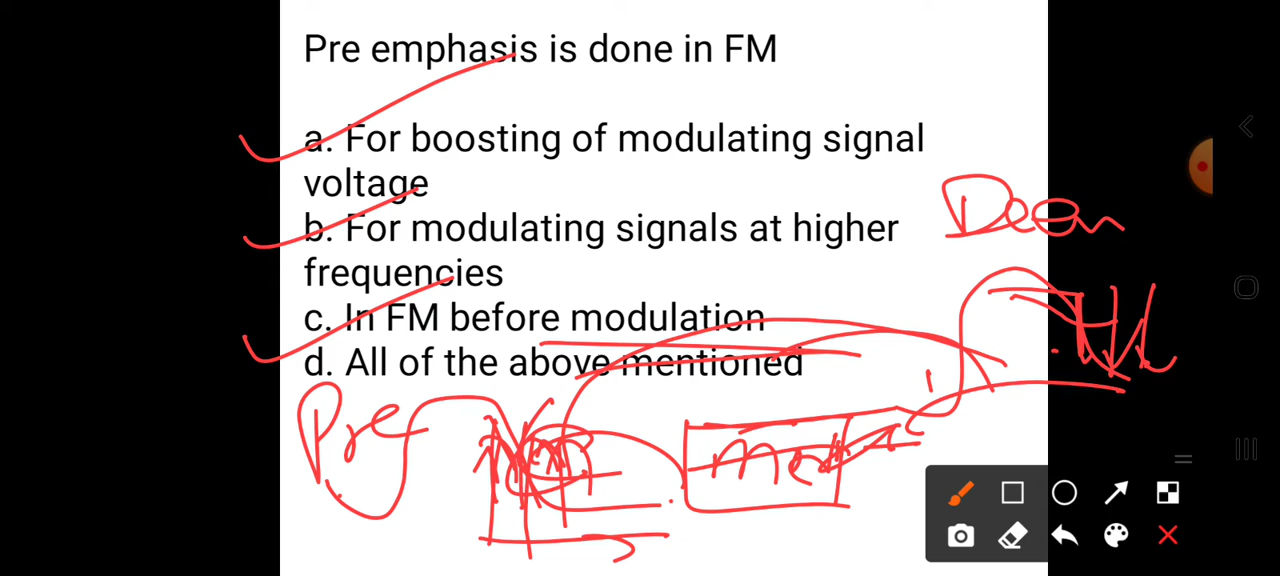 Pre emphasis is done in FM
a. For boosting of modulating signal
voltage
b. For modulating signals at higher
frequencies
c. In FM before modulation
d. All of the above mentioned
Pre